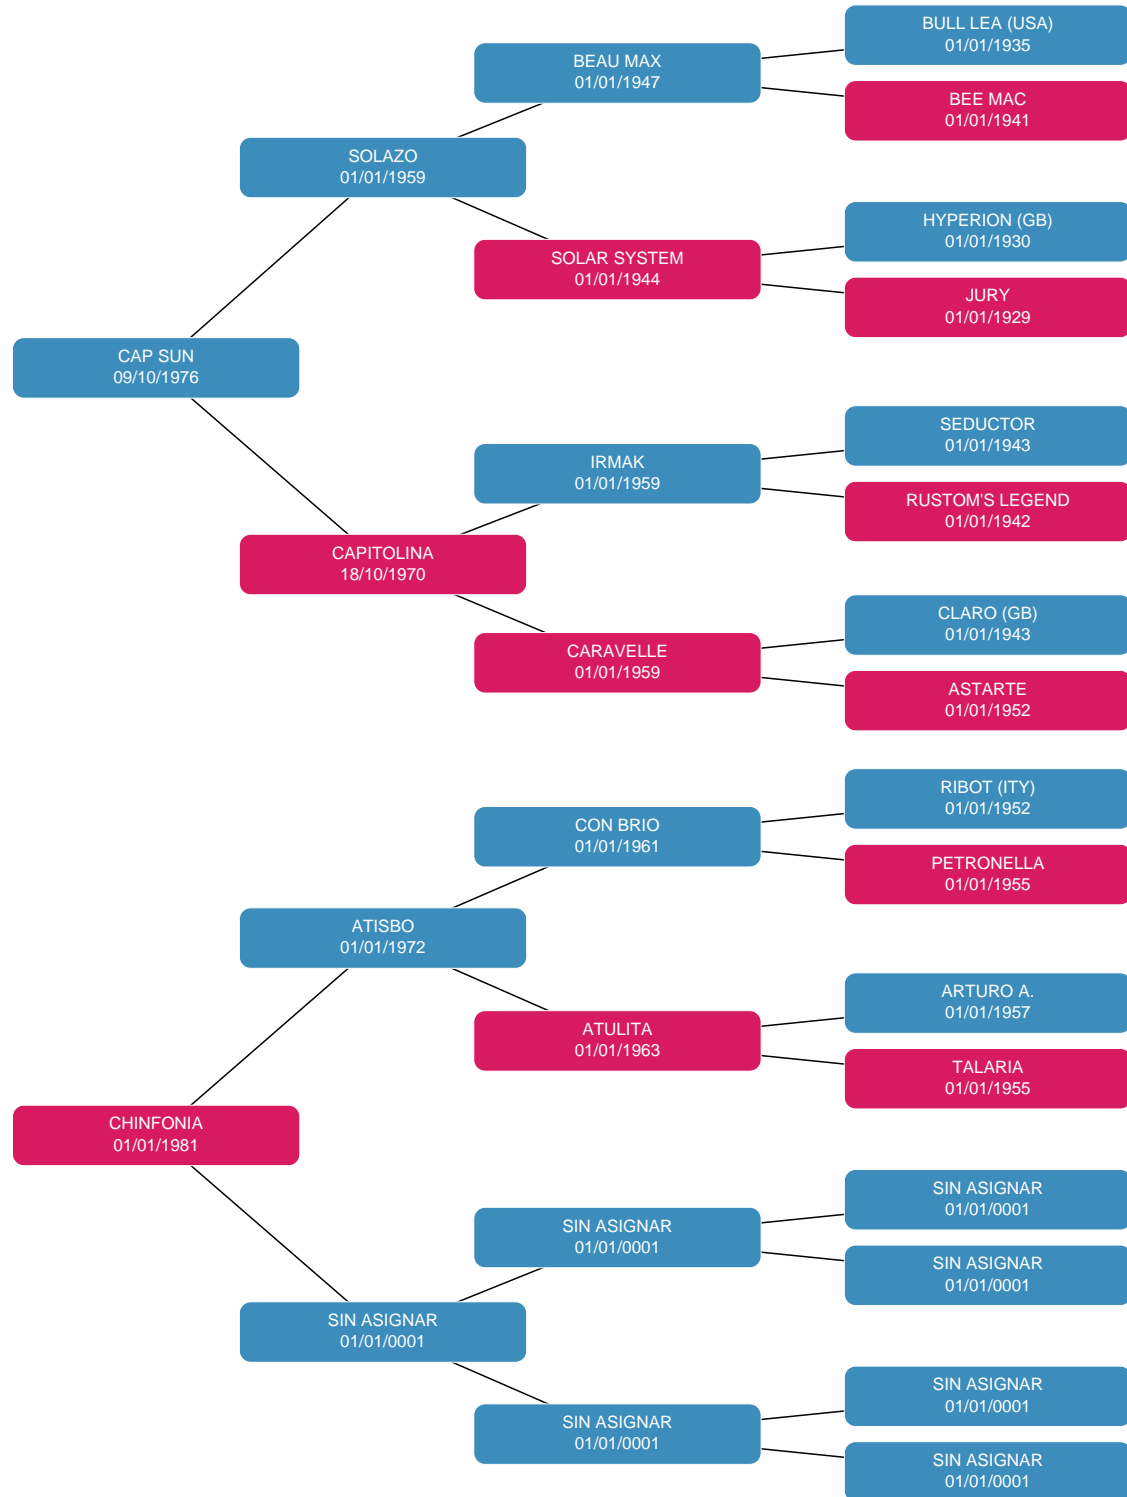 BULL LEA (USA)
01/01/1935
BEAU MAX
01/01/1947
BEE MAC
01/01/1941
SOLAZO
01/01/1959
HYPERION (GB)
01/01/1930
SOLAR SYSTEM
01/01/1944
JURY
01/01/1929
CAP SUN
09/10/1976
SEDUCTOR
01/01/1943
IRMAK
01/01/1959
RUSTOM'S LEGEND
01/01/1942
CAPITOLINA
18/10/1970
CLARO (GB)
01/01/1943
CARAVELLE
01/01/1959
ASTARTE
01/01/1952
RIBOT (ITY)
01/01/1952
CON BRIO
01/01/1961
PETRONELLA
01/01/1955
ATISBO
01/01/1972
ARTURO A.
01/01/1957
ATULITA
01/01/1963
TALARIA
01/01/1955
CHINFONIA
01/01/1981
SIN ASIGNAR
01/01/0001
SIN ASIGNAR
01/01/0001
SIN ASIGNAR
01/01/0001
SIN ASIGNAR
01/01/0001
SIN ASIGNAR
01/01/0001
SIN ASIGNAR
01/01/0001
SIN ASIGNAR
01/01/0001